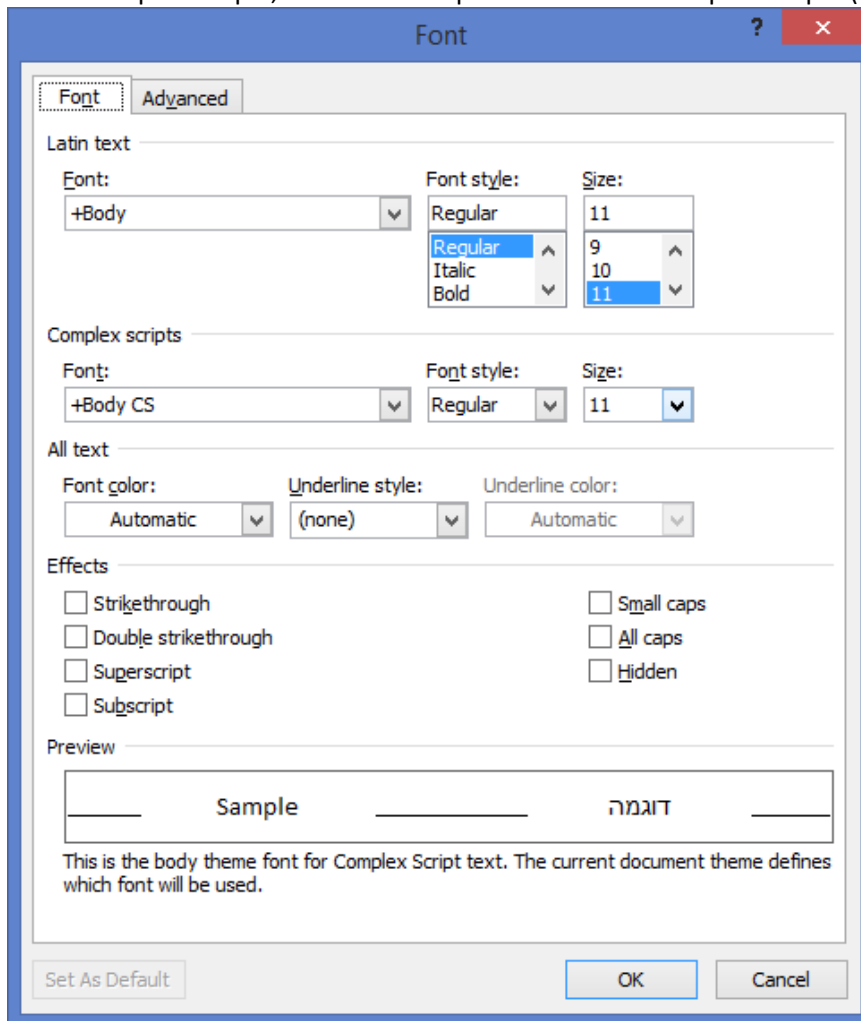 Font ?
Font Advanced
Latin text
Font: Font style: Size:
+Body Regular 11
Regular 9
Italic 10
Bold 11
Complex scripts
Font: Font style: Size:
+Body CS Regular 11
All text
Font color: Underline style: Underline color:
Automatic (none) Automatic
Effects
Strikethrough Small caps
Double strikethrough All caps
Superscript Hidden
Subscript
Preview
Sample דוגמה
This is the body theme font for Complex Script text. The current document theme defines
which font will be used.
Set As Default OK Cancel